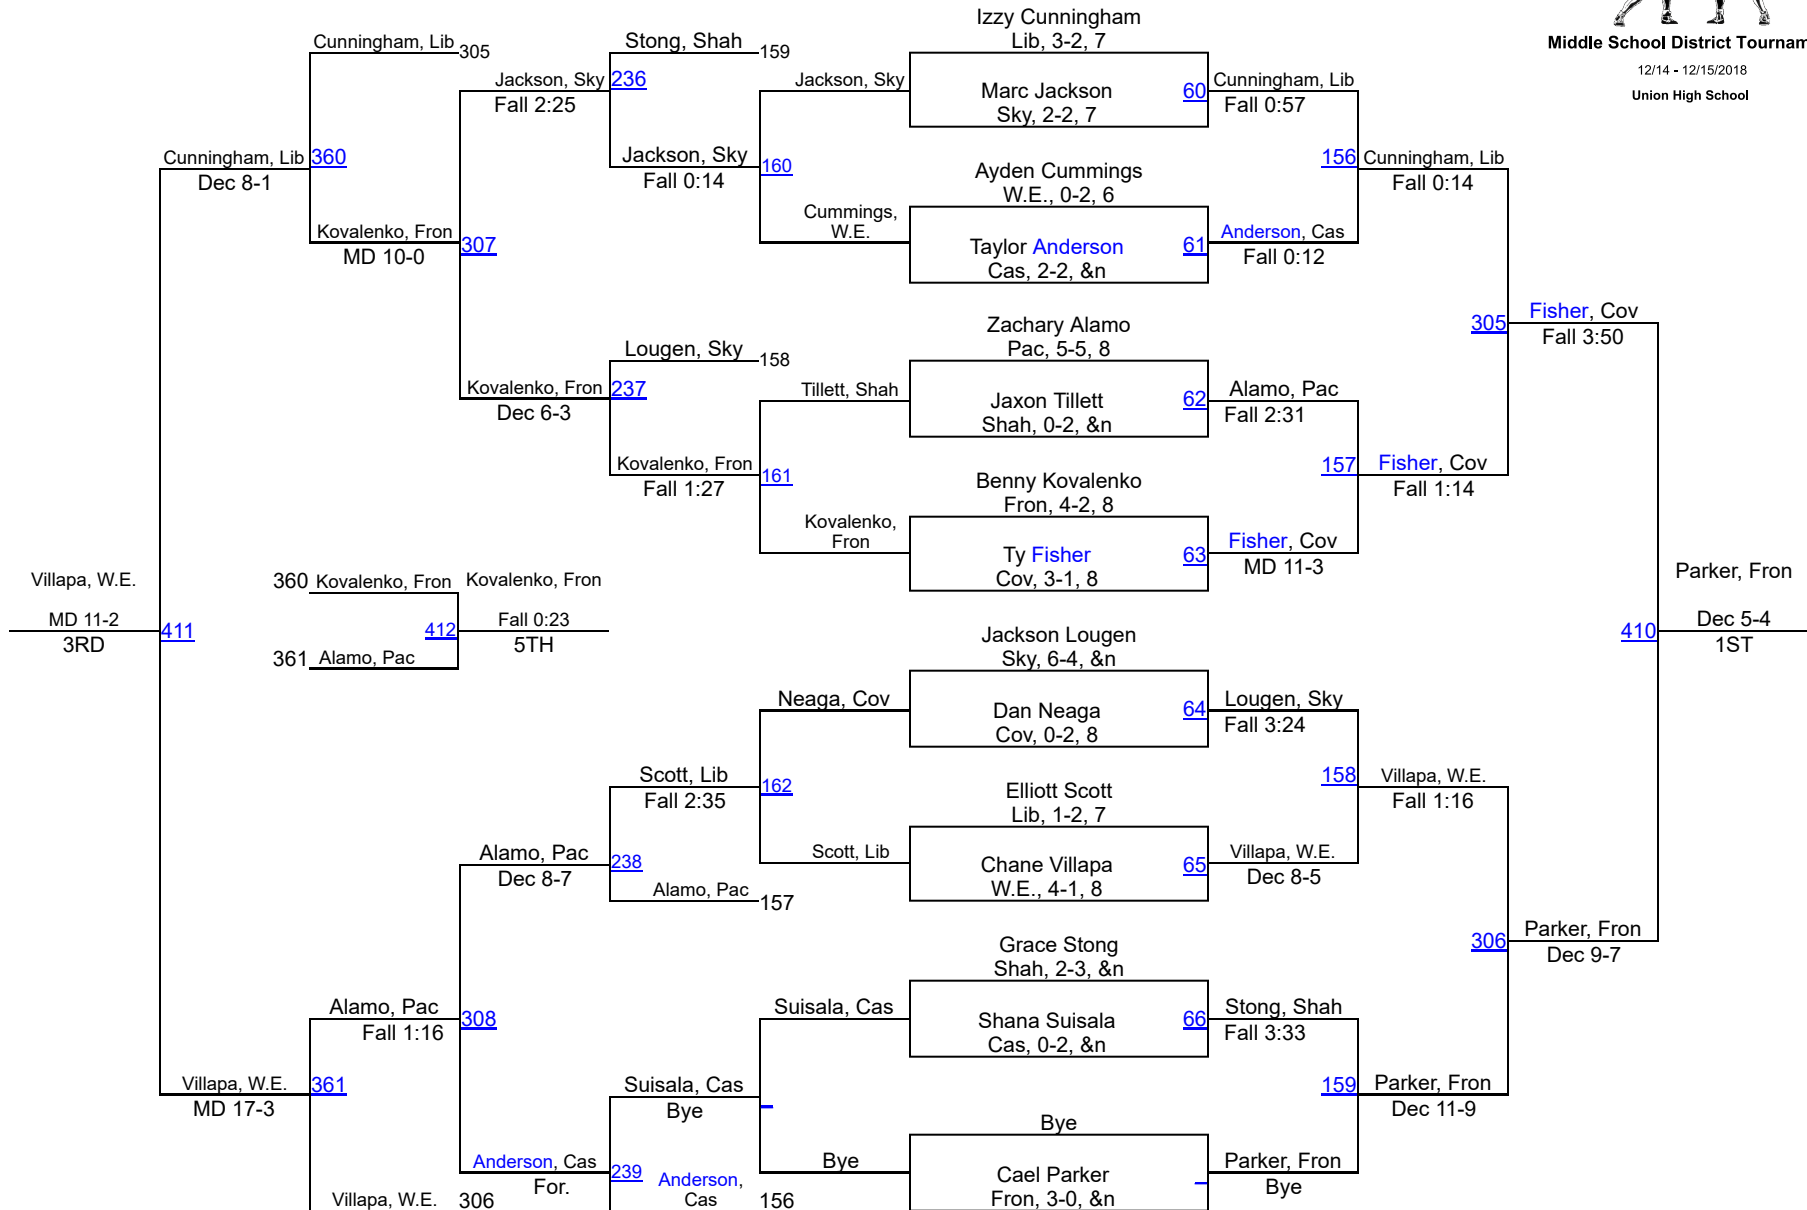 Izzy Cunningham
Lib, 3-2, 7
Middle School District Tournam
12/14 - 12/15/2018
Union High School
Cunningham, Lib 305
Stong, Shah 159
Jackson, Sky 236
Fall 2:25
Jackson, Sky
Marc Jackson
Sky, 2-2, 7
60 Cunningham, Lib
Fall 0:57
Cunningham, Lib 360
Dec 8-1
Jackson, Sky 160
Fall 0:14
Ayden Cummings
W.E., 0-2, 6
156 Cunningham, Lib
Fall 0:14
Kovalenko, Fron 307
MD 10-0
Cummings,
W.E.
Taylor Anderson
Cas, 2-2, &n
61 Anderson, Cas
Fall 0:12
Zachary Alamo
Pac, 5-5, 8
305 Fisher, Cov
Fall 3:50
Lougen, Sky 158
Kovalenko, Fron 237
Dec 6-3
Tillett, Shah
Jaxon Tillett
Shah, 0-2, &n
62 Alamo, Pac
Fall 2:31
Kovalenko, Fron 161
Fall 1:27
Benny Kovalenko
Fron, 4-2, 8
157 Fisher, Cov
Fall 1:14
Kovalenko,
Fron
Ty Fisher
Cov, 3-1, 8
63 Fisher, Cov
MD 11-3
Villapa, W.E.
MD 11-2
3RD
411
360 Kovalenko, Fron
361 Alamo, Pac
412
Kovalenko, Fron
Fall 0:23
5TH
410
Parker, Fron
Dec 5-4
1ST
Jackson Lougen
Sky, 6-4, &n
Neaga, Cov
Dan Neaga
Cov, 0-2, 8
64 Lougen, Sky
Fall 3:24
Scott, Lib 162
Fall 2:35
Elliott Scott
Lib, 1-2, 7
158 Villapa, W.E.
Fall 1:16
Alamo, Pac 238
Dec 8-7
Scott, Lib
Chane Villapa
W.E., 4-1, 8
65 Villapa, W.E.
Dec 8-5
Alamo, Pac 157
Grace Stong
Shah, 2-3, &n
306 Parker, Fron
Dec 9-7
Alamo, Pac 308
Fall 1:16
Suisala, Cas
Shana Suisala
Cas, 0-2, &n
66 Stong, Shah
Fall 3:33
Villapa, W.E. 361
MD 17-3
Suisala, Cas
Bye
159 Parker, Fron
Dec 11-9
Bye
Anderson, Cas 239
For.
Bye
Cael Parker
Fron, 3-0, &n
Parker, Fron
Bye
Villapa, W.E. 306
Anderson,
Cas 156